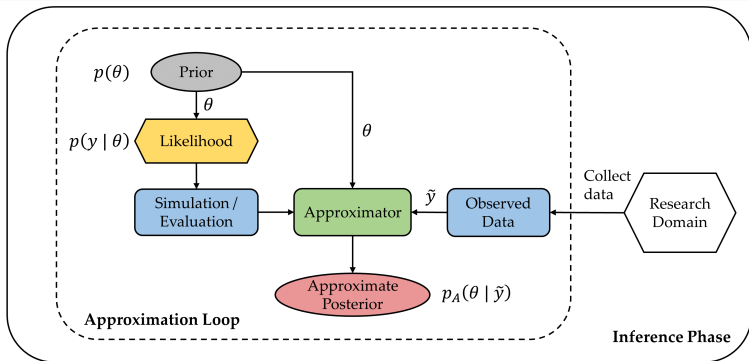 p(θ)
Prior
θ
p(y | θ)
Likelihood
θ
Simulation /
Evaluation
Approximator
ỹ
Observed
Data
Collect
data
Research
Domain
Approximate
Posterior
p_A(θ | ỹ)
Approximation Loop
Inference Phase